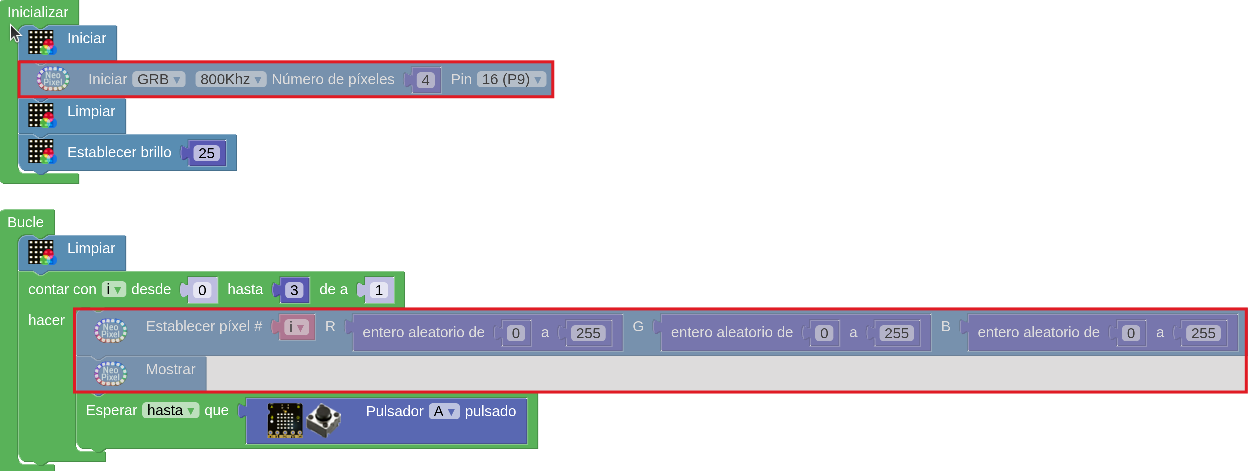 Inicializar
Iniciar
Neo Pixel Iniciar GRB 800Khz Número de píxeles 4 Pin 16 (P9)
Limpiar
Establecer brillo 25
Bucle
Limpiar
contar con i desde 0 hasta 3 de a 1
hacer
Neo Pixel Establecer píxel # i R entero aleatorio de 0 a 255 G entero aleatorio de 0 a 255 B entero aleatorio de 0 a 255
Neo Pixel Mostrar
Esperar hasta que Pulsador A pulsado